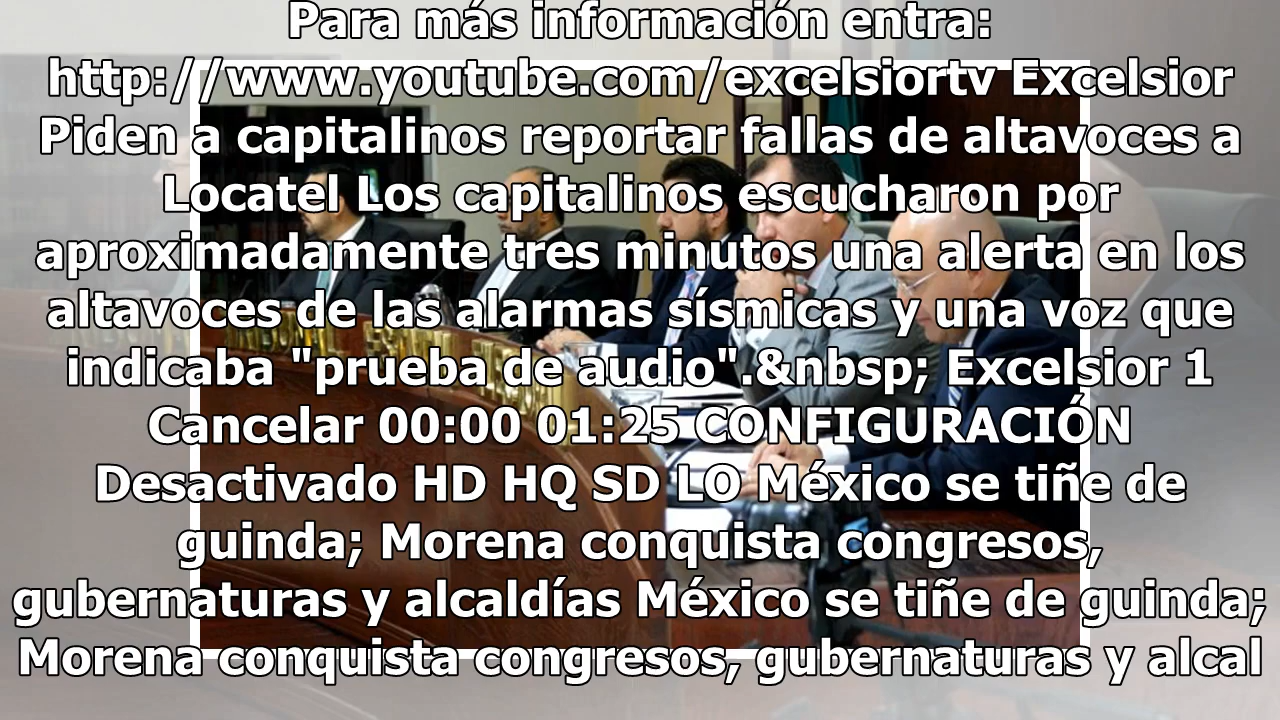 Para más información entra:
http://www.youtube.com/excelsiortv Excelsior
Piden a capitalinos reportar fallas de altavoces a
Locatel Los capitalinos escucharon por
aproximadamente tres minutos una alerta en los
altavoces de las alarmas sísmicas y una voz que
indicaba "prueba de audio".&nbsp; Excelsior 1
Cancelar 00:00 01:25 CONFIGURACIÓN
Desactivado HD HQ SD LO México se tiñe de
guinda; Morena conquista congresos,
gubernaturas y alcaldías México se tiñe de guinda;
Morena conquista congresos, gubernaturas y alcal